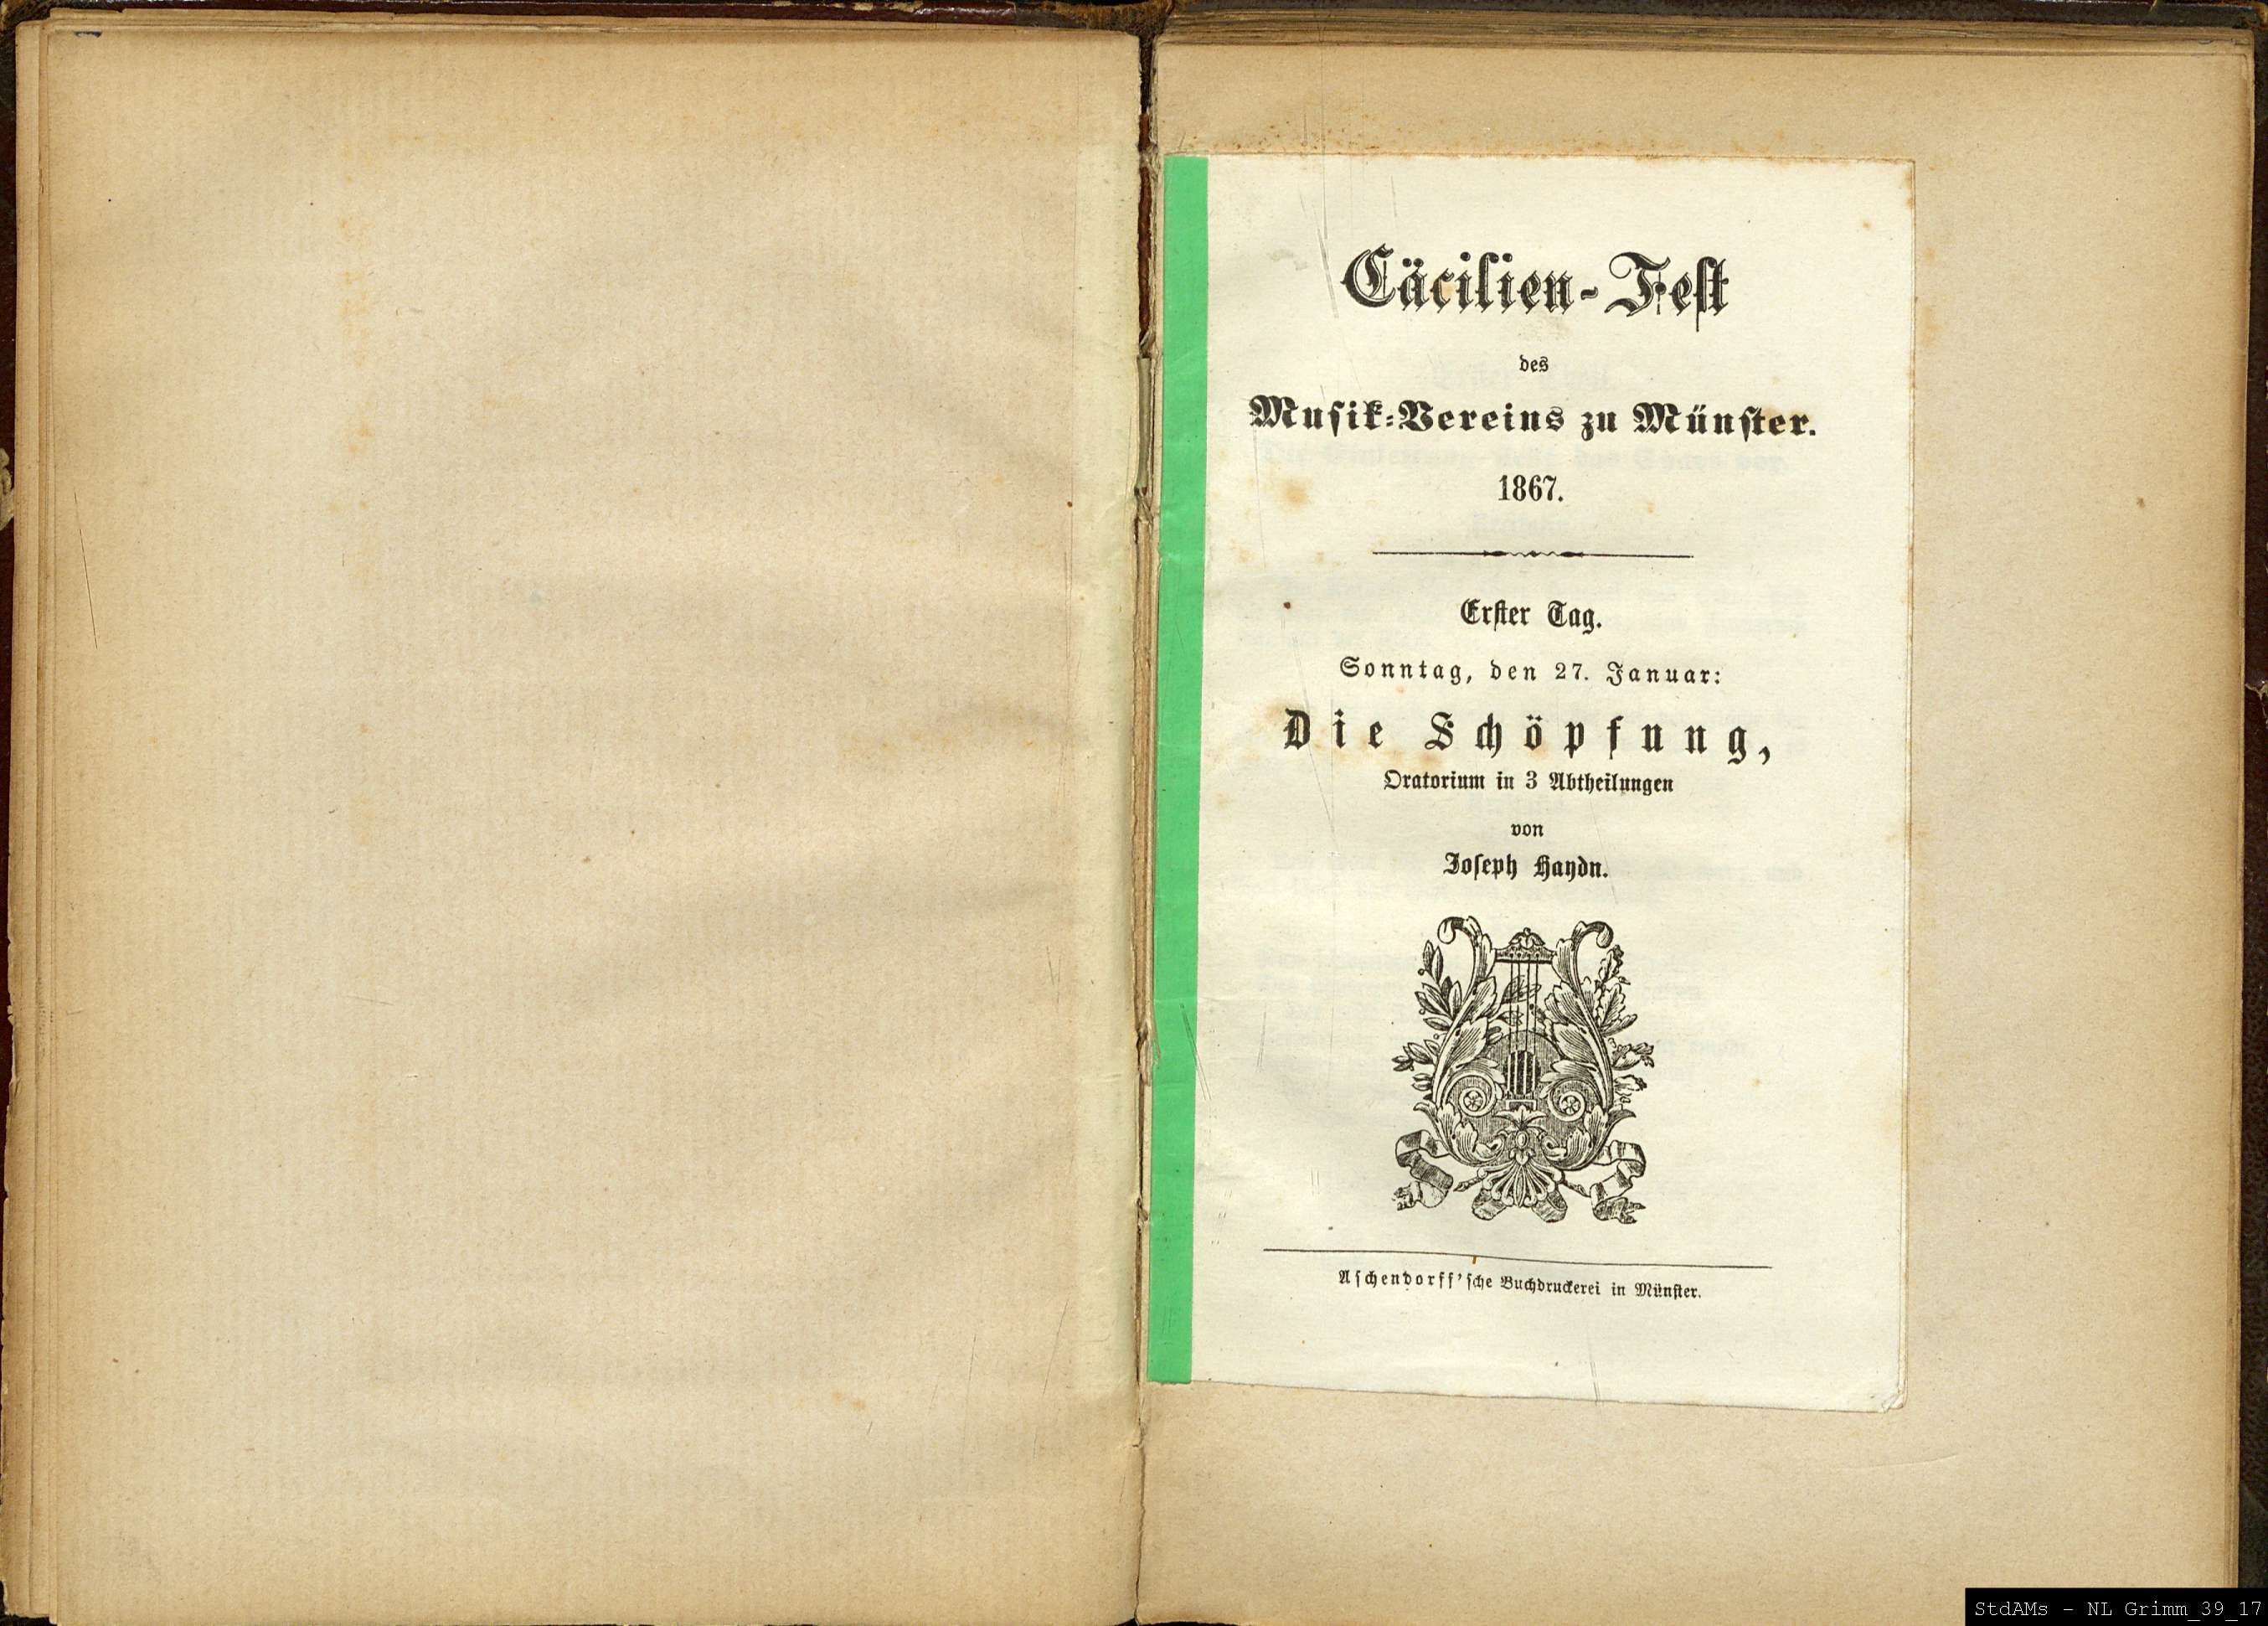 Cäcilien-Fest
des
Musik-Vereins zu Münster.
1867.
Erster Tag.
Sonntag, den 27. Januar:
Die Schöpfung,
Oratorium in 3 Abtheilungen
von
Joseph Haydn.
Aschendorff'sche Buchdruckerei in Münster.
StdAMs - NL Grimm_39_17